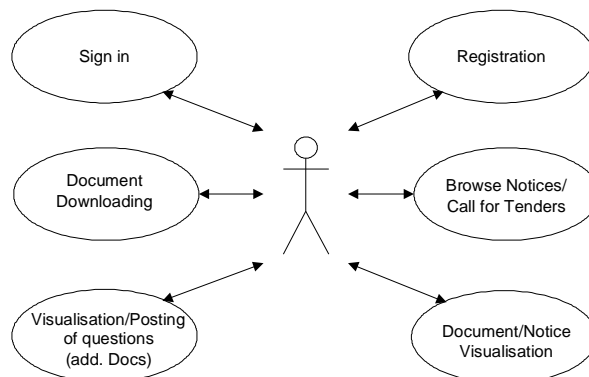 Sign in
Registration
Document
Downloading
Browse Notices/
Call for Tenders
Visualisation/Posting
of questions
(add. Docs)
Document/Notice
Visualisation